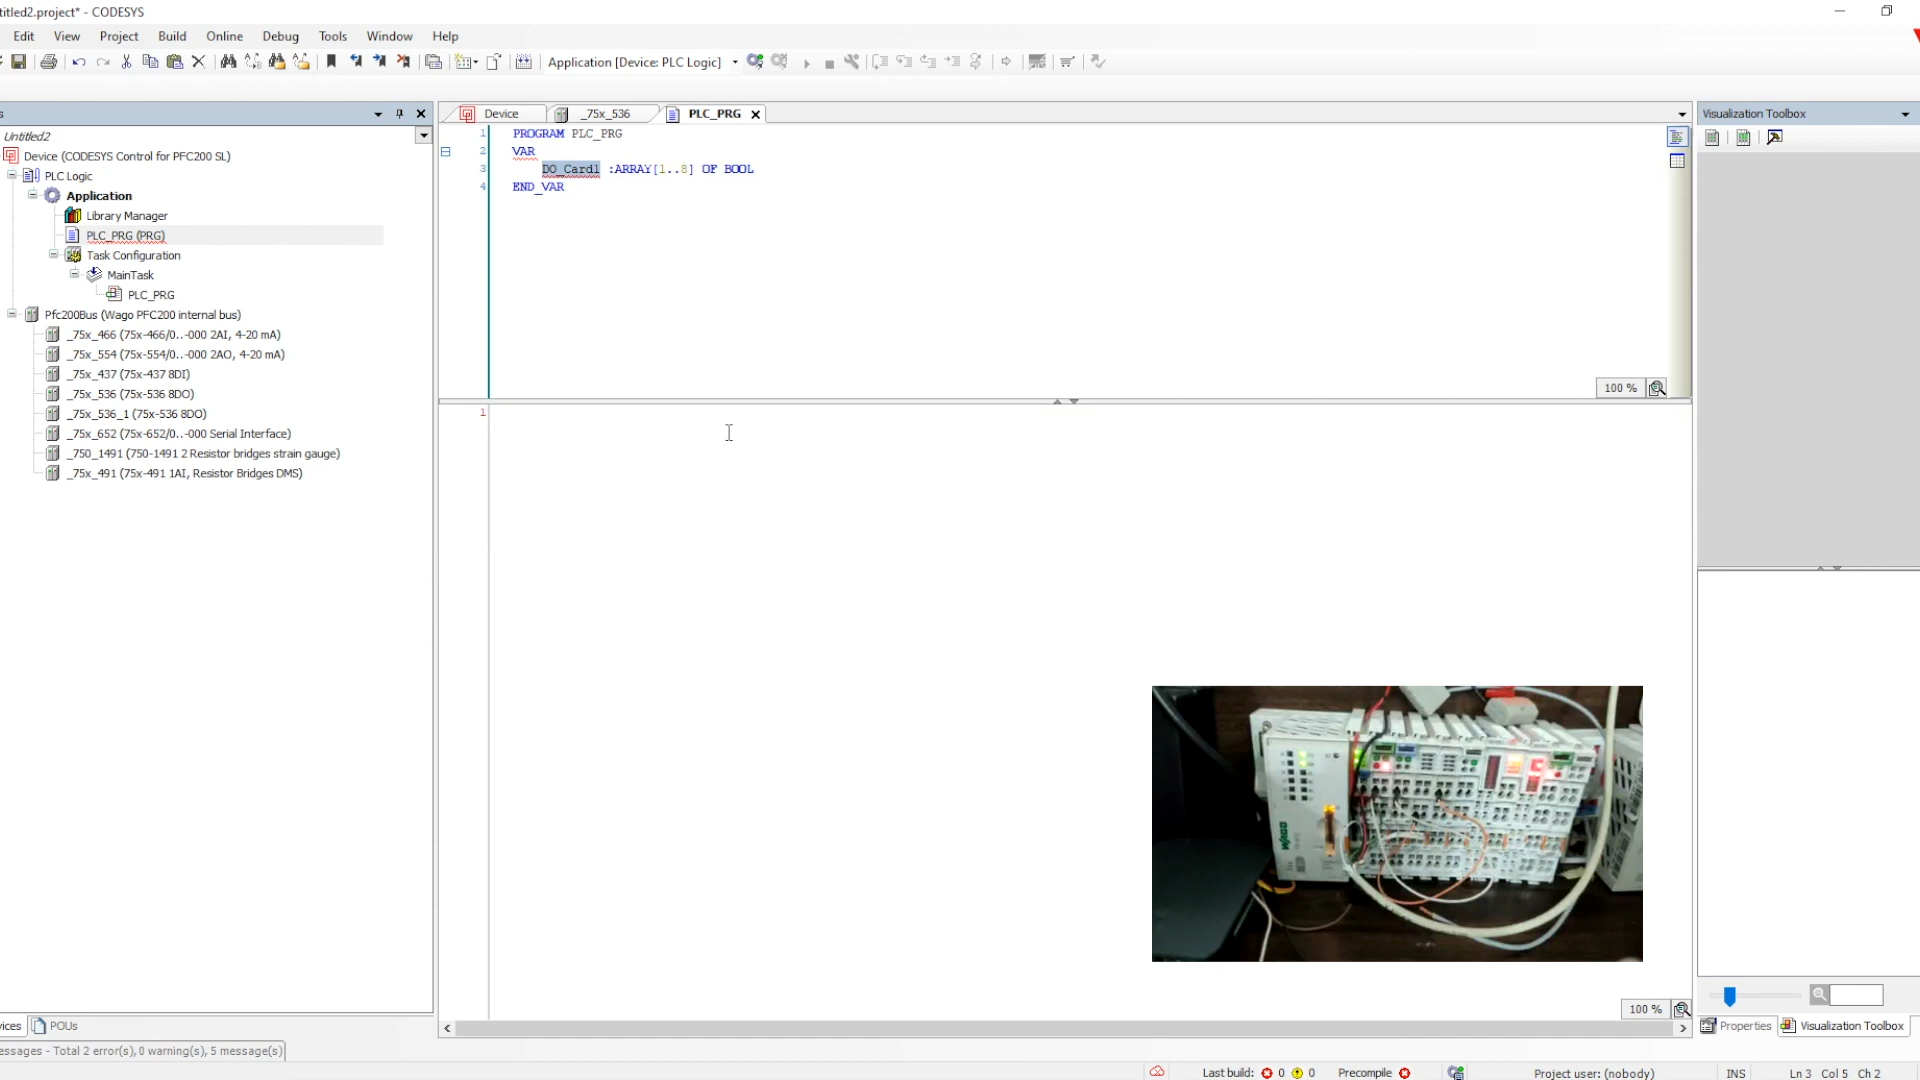 titled2.project* - CODESYS
Edit View Project Build Online Debug Tools Window Help
Application [Device: PLC Logic]
Device _75x_536 PLC_PRG
Visualization Toolbox
Untitled2
Device (CODESYS Control for PFC200 SL)
PLC Logic
Application
Library Manager
PLC_PRG (PRG)
Task Configuration
MainTask
PLC_PRG
Pfc200Bus (Wago PFC200 internal bus)
_75x_466 (75x-466/0..-000 2AI, 4-20 mA)
_75x_554 (75x-554/0..-000 2AO, 4-20 mA)
_75x_437 (75x-437 8DI)
_75x_536 (75x-536 8DO)
_75x_536_1 (75x-536 8DO)
_75x_652 (75x-652/0..-000 Serial Interface)
_750_1491 (750-1491 2 Resistor bridges strain gauge)
_75x_491 (75x-491 1AI, Resistor Bridges DMS)
1 PROGRAM PLC_PRG
2 VAR
3 DO_Card1 :ARRAY[1..8] OF BOOL
4 END_VAR
100 %
1
WAGO
100 %
vices POUs
Properties Visualization Toolbox
essages - Total 2 error(s), 0 warning(s), 5 message(s)
Last build: 0 0 Precompile Project user: (nobody) INS Ln 3 Col 5 Ch 2